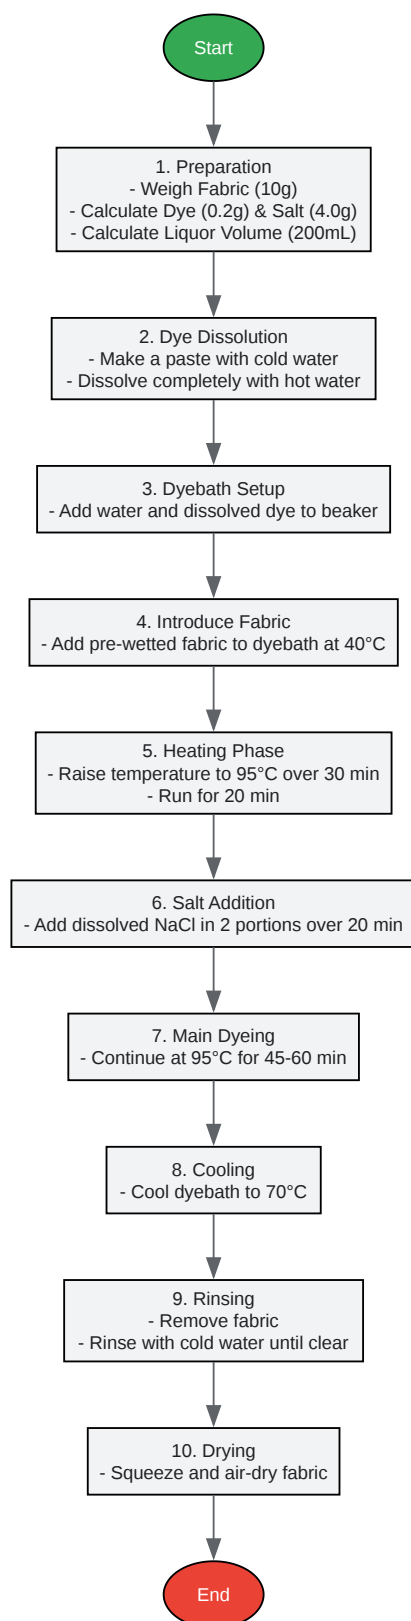 Start
1. Preparation
- Weigh Fabric (10g)
- Calculate Dye (0.2g) & Salt (4.0g)
- Calculate Liquor Volume (200mL)
2. Dye Dissolution
- Make a paste with cold water
- Dissolve completely with hot water
3. Dyebath Setup
- Add water and dissolved dye to beaker
4. Introduce Fabric
- Add pre-wetted fabric to dyebath at 40°C
5. Heating Phase
- Raise temperature to 95°C over 30 min
- Run for 20 min
6. Salt Addition
- Add dissolved NaCl in 2 portions over 20 min
7. Main Dyeing
- Continue at 95°C for 45-60 min
8. Cooling
- Cool dyebath to 70°C
9. Rinsing
- Remove fabric
- Rinse with cold water until clear
10. Drying
- Squeeze and air-dry fabric
End